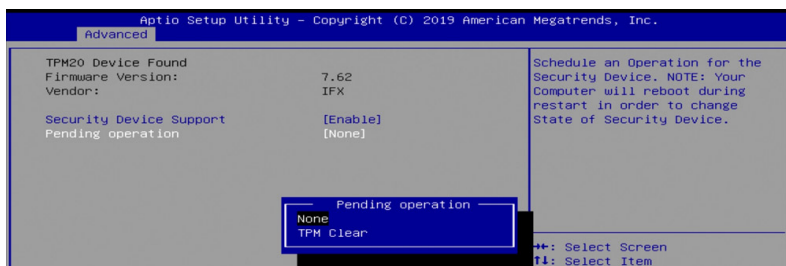 Aptio Setup Utility – Copyright (C) 2019 American Megatrends, Inc.
Advanced
TPM20 Device Found
Firmware Version: 7.62
Vendor: IFX
Security Device Support [Enable]
Pending operation [None]
Schedule an Operation for the
Security Device. NOTE: Your
Computer will reboot during
restart in order to change
State of Security Device.
Pending operation
None
TPM Clear
→←: Select Screen
↑↓: Select Item